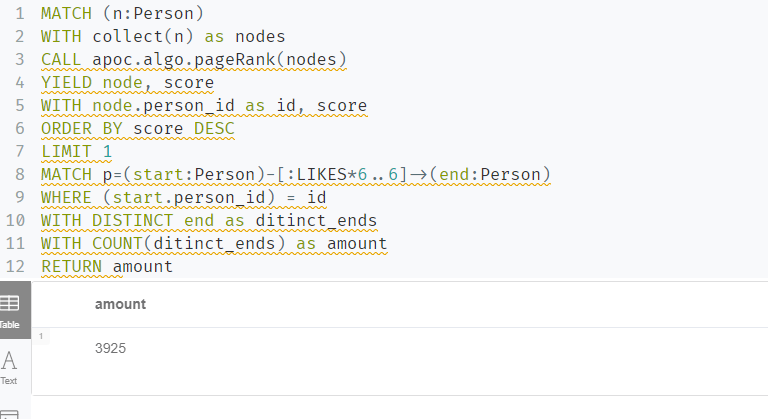 1 MATCH (n:Person)
2 WITH collect(n) as nodes
3 CALL apoc.algo.pageRank(nodes)
4 YIELD node, score
5 WITH node.person_id as id, score
6 ORDER BY score DESC
7 LIMIT 1
8 MATCH p=(start:Person)-[:LIKES*6..6]->(end:Person)
9 WHERE (start.person_id) = id
10 WITH DISTINCT end as ditinct_ends
11 WITH COUNT(ditinct_ends) as amount
12 RETURN amount
Table
amount
1
3925
A
Text